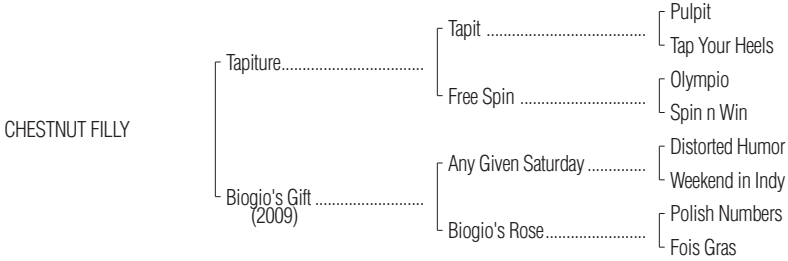 Pulpit
Tapit ....................................
Tap Your Heels
Tapiture................................
Olympio
Free Spin ............................
Spin n Win
CHESTNUT FILLY
Distorted Humor
Any Given Saturday .............
Weekend in Indy
Biogio's Gift ........................
(2009)
Polish Numbers
Biogio's Rose.......................
Fois Gras